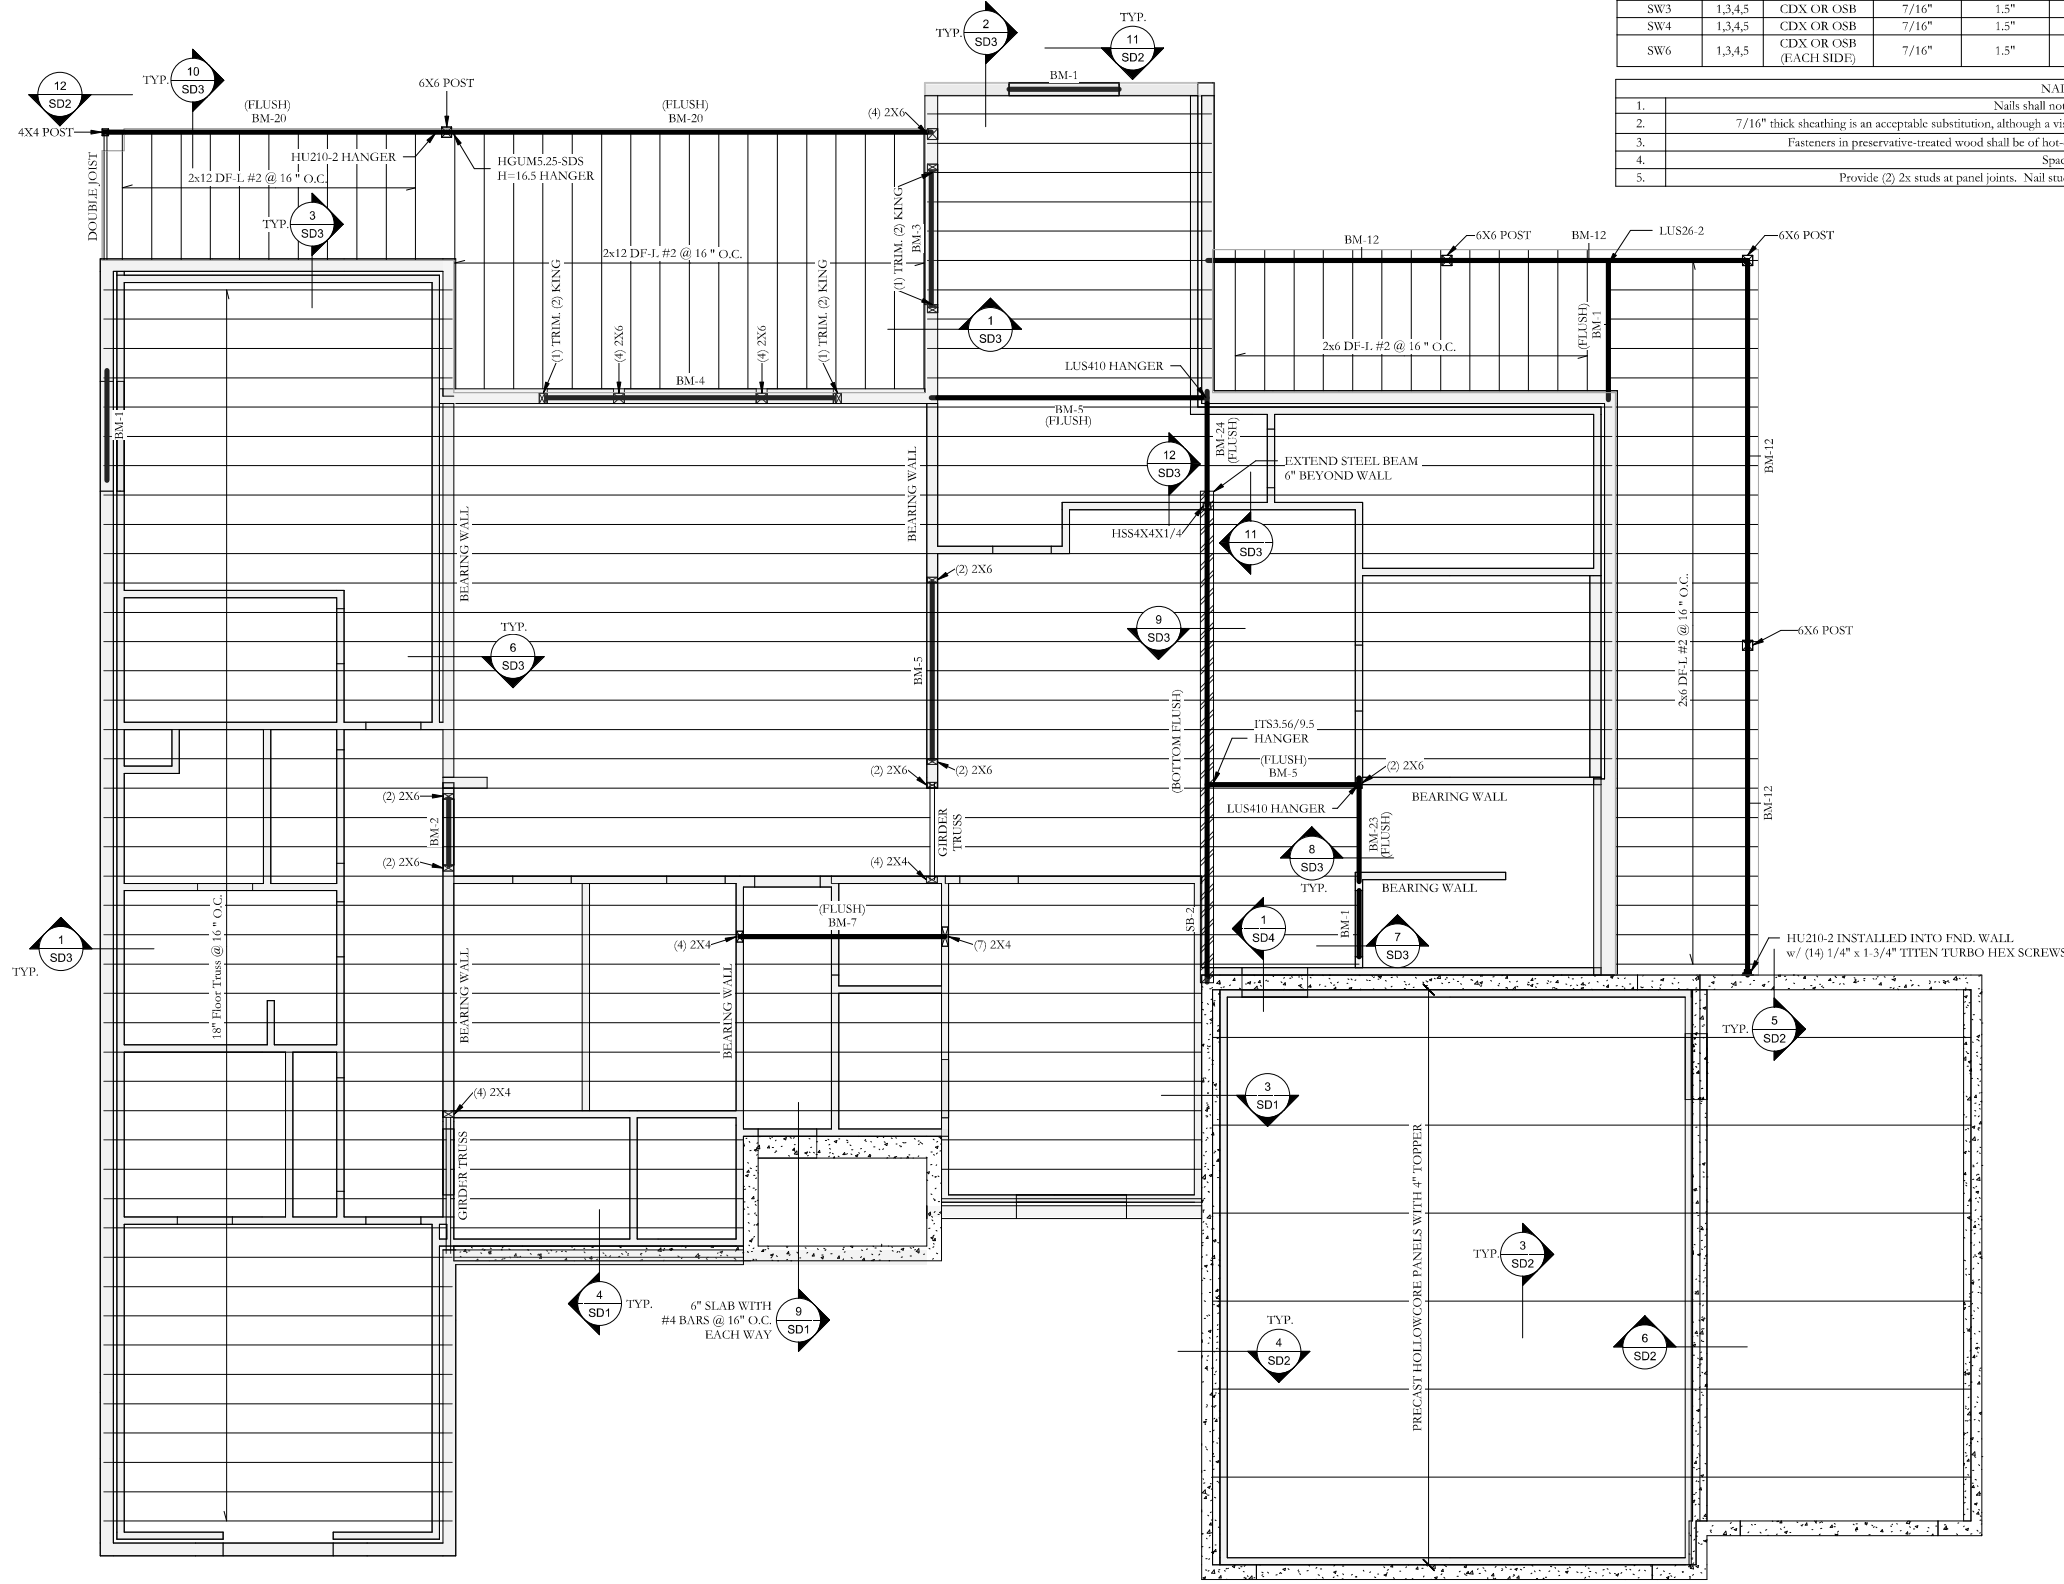 SW3 1,3,4,5 CDX OR OSB 7/16" 1.5"
SW4 1,3,4,5 CDX OR OSB 7/16" 1.5"
SW6 1,3,4,5 CDX OR OSB (EACH SIDE) 7/16" 1.5"
NAI
1. Nails shall not
2. 7/16" thick sheathing is an acceptable substitution, although a vis
3. Fasteners in preservative-treated wood shall be of hot-
4. Spac
5. Provide (2) 2x studs at panel joints. Nail stu
TYP.
2
SD3
TYP.
11
SD2
TYP.
10
SD3
12
SD2
4X4 POST
(FLUSH)
BM-20
6X6 POST
(FLUSH)
BM-20
(4) 2X6
BM-1
HU210-2 HANGER
HGUM5.25-SDS
H=16.5 HANGER
DOUBLE JOIST
2x12 DF-L #2 @ 16 " O.C.
TYP.
3
SD3
2x12 DF-L #2 @ 16 " O.C.
(1) TRIM. (2) KING
BM-3
(1) TRIM. (2) KING
1
SD3
(1) TRIM. (2) KING
(4) 2X6
(4) 2X6
(1) TRIM. (2) KING
BM-4
BM-12
6X6 POST
BM-12
LUS26-2
6X6 POST
(FLUSH)
BM-1
2x6 DF-L #2 @ 16 " O.C.
LUS410 HANGER
BM-5
(FLUSH)
BM-1
BM-24
(FLUSH)
12
SD3
EXTEND STEEL BEAM
6" BEYOND WALL
HSS4X4X1/4
11
SD3
BEARING WALL
BEARING WALL
BM-12
(2) 2X6
9
SD3
TYP.
6
SD3
BM-5
2x6 DF-L #2 @ 16 " O.C.
6X6 POST
(BOTTOM FLUSH)
ITS3.56/9.5
HANGER
(FLUSH)
BM-5
(2) 2X6
(2) 2X6
(2) 2X6
LUS410 HANGER
BEARING WALL
(2) 2X6
BM-2
(2) 2X6
GIRDER
TRUSS
(4) 2X4
BM-23
(FLUSH)
8
SD3
TYP.
BEARING WALL
BM-12
(FLUSH)
BM-7
(4) 2X4
(7) 2X4
SB-2
1
SD4
BM-1
7
SD3
1
SD3
TYP.
18" Floor Truss @ 16 " O.C.
BEARING WALL
BEARING WALL
HU210-2 INSTALLED INTO FND. WALL
w/ (14) 1/4" x 1-3/4" TITEN TURBO HEX SCREWS
TYP.
5
SD2
(4) 2X4
GIRDER TRUSS
3
SD1
PRECAST HOLLOWCORE PANELS WITH 4" TOPPER
TYP.
3
SD2
4
SD1
TYP.
6" SLAB WITH
#4 BARS @ 16" O.C.
EACH WAY
9
SD1
TYP.
4
SD2
6
SD2